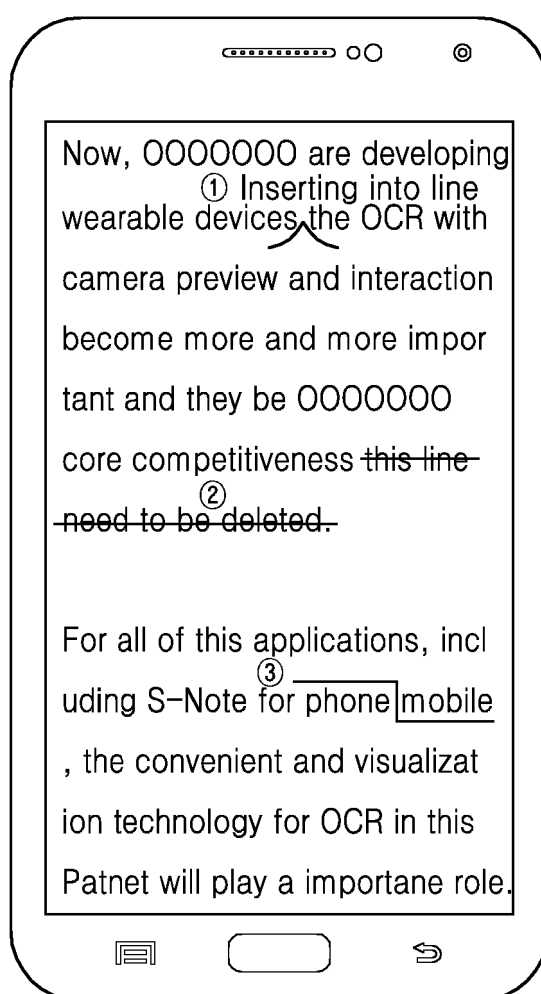 Now, OOOOOOO are developing
① Inserting into line
wearable devices the OCR with
camera preview and interaction
become more and more impor
tant and they be OOOOOOO
core competitiveness this line
②
need to be deleted.
For all of this applications, incl
③
uding S-Note for phone mobile
, the convenient and visualizat
ion technology for OCR in this
Patnet will play a importane role.